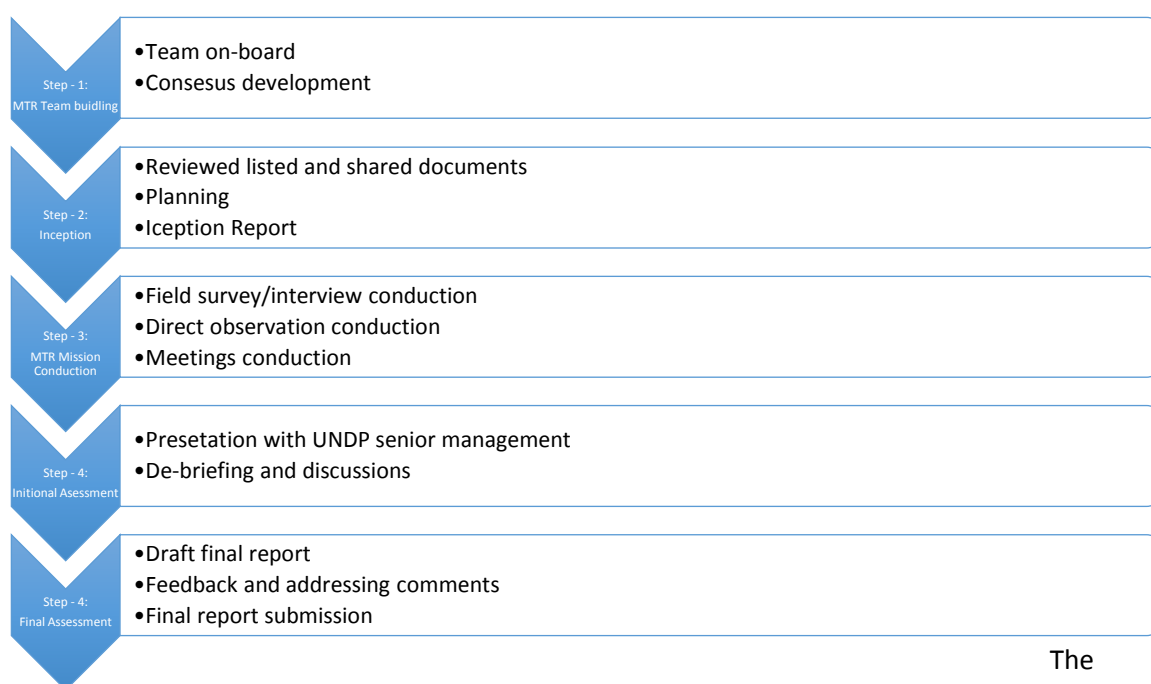 Step - 1:
MTR Team buidling
•Team on-board
•Consesus development
Step - 2:
Inception
•Reviewed listed and shared documents
•Planning
•Iception Report
Step - 3:
MTR Mission
Conduction
•Field survey/interview conduction
•Direct observation conduction
•Meetings conduction
Step - 4:
Initional Asessment
•Presetation with UNDP senior management
•De-briefing and discussions
Step - 4:
Final Assessment
•Draft final report
•Feedback and addressing comments
•Final report submission
The